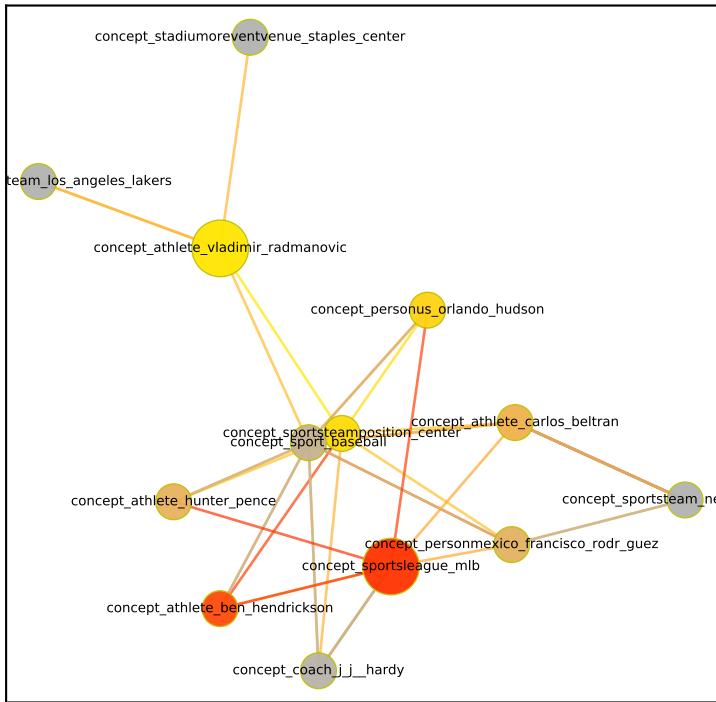 concept_stadiumoreventvenue_staples_center
team_los_angeles_lakers
concept_athlete_vladimir_radmanovic
concept_personus_orlando_hudson
concept_athlete_carlos_beltran
concept_sportsteamposition_center
concept_sport_baseball
concept_athlete_hunter_pence
concept_sportsteam_ne
concept_personmexico_francisco_rodr_guez
concept_sportsleague_mlb
concept_athlete_ben_hendrickson
concept_coach_j_j__hardy